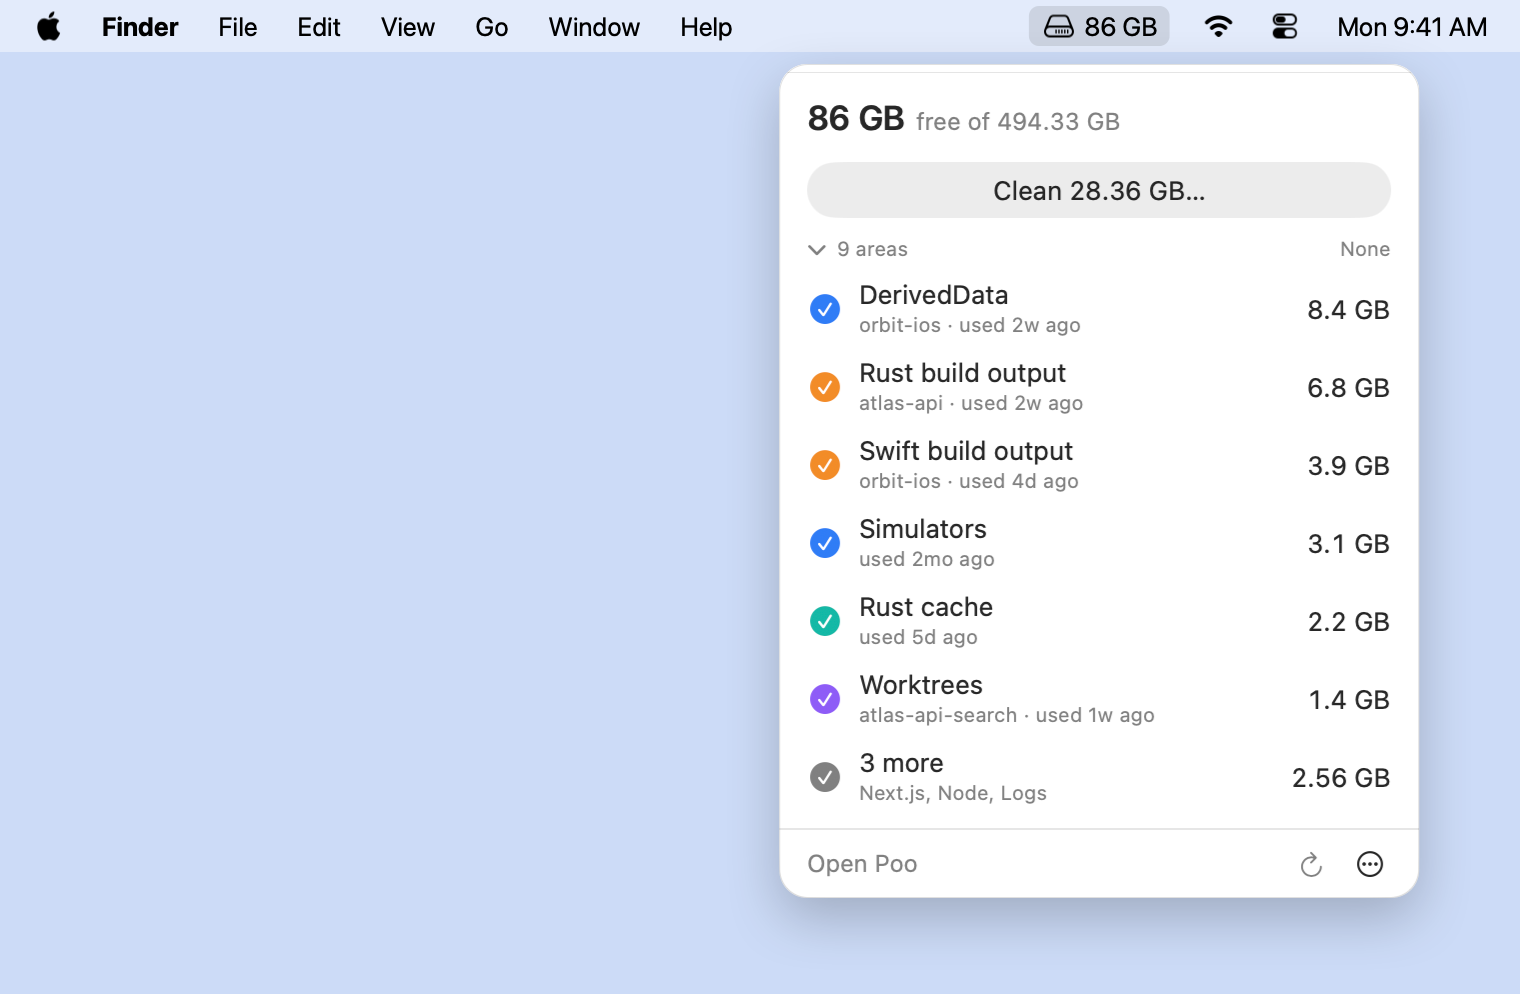 Finder File Edit View Go Window Help 86 GB Mon 9:41 AM
86 GB free of 494.33 GB
Clean 28.36 GB...
9 areas None
DerivedData
orbit-ios · used 2w ago
8.4 GB
Rust build output
atlas-api · used 2w ago
6.8 GB
Swift build output
orbit-ios · used 4d ago
3.9 GB
Simulators
used 2mo ago
3.1 GB
Rust cache
used 5d ago
2.2 GB
Worktrees
atlas-api-search · used 1w ago
1.4 GB
3 more
Next.js, Node, Logs
2.56 GB
Open Poo